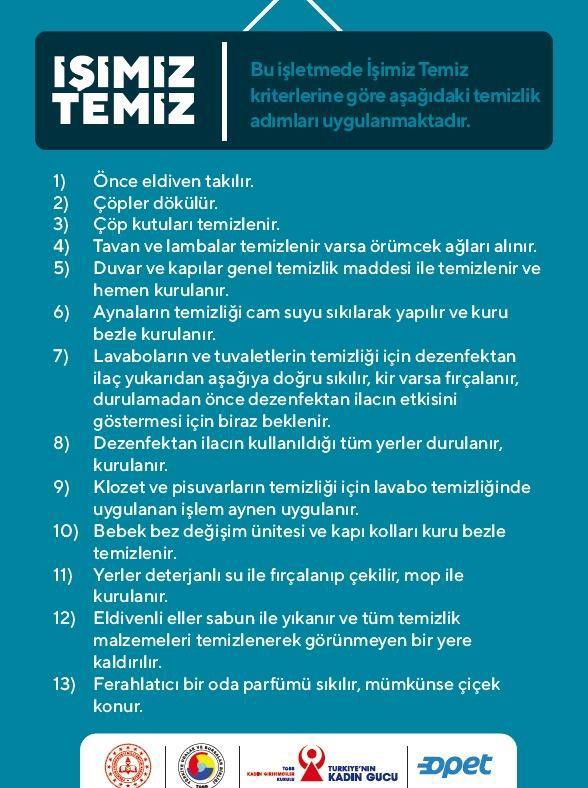 İŞİMİZ
TEMİZ
Bu işletmede İşimiz Temiz
kriterlerine göre aşağıdaki temizlik
adımları uygulanmaktadır.
1) Önce eldiven takılır.
2) Çöpler dökülür.
3) Çöp kutuları temizlenir.
4) Tavan ve lambalar temizlenir varsa örümcek ağları alınır.
5) Duvar ve kapılar genel temizlik maddesi ile temizlenir ve
hemen kurulanır.
6) Aynaların temizliği cam suyu sıkılarak yapılır ve kuru
bezle kurulanır.
7) Lavaboların ve tuvaletlerin temizliği için dezenfektan
ilaç yukarıdan aşağıya doğru sıkılır, kir varsa fırçalanır,
durulamadan önce dezenfektan ilacın etkisini
göstermesi için biraz beklenir.
8) Dezenfektan ilacın kullanıldığı tüm yerler durulanır,
kurulanır.
9) Klozet ve pisuvarların temizliği için lavabo temizliğinde
uygulanan işlem aynen uygulanır.
10) Bebek bez değişim ünitesi ve kapı kolları kuru bezle
temizlenir.
11) Yerler deterjanlı su ile fırçalanıp çekilir, mop ile
kurulanır.
12) Eldivenli eller sabun ile yıkanır ve tüm temizlik
malzemeleri temizlenerek görünmeyen bir yere
kaldırılır.
13) Ferahlatıcı bir oda parfümü sıkılır, mümkünse çiçek
konur.
TOBB
KADIN GİRİŞİMCİLER
KURULU
TÜRKİYE'NİN
KADIN GÜCÜ
opet